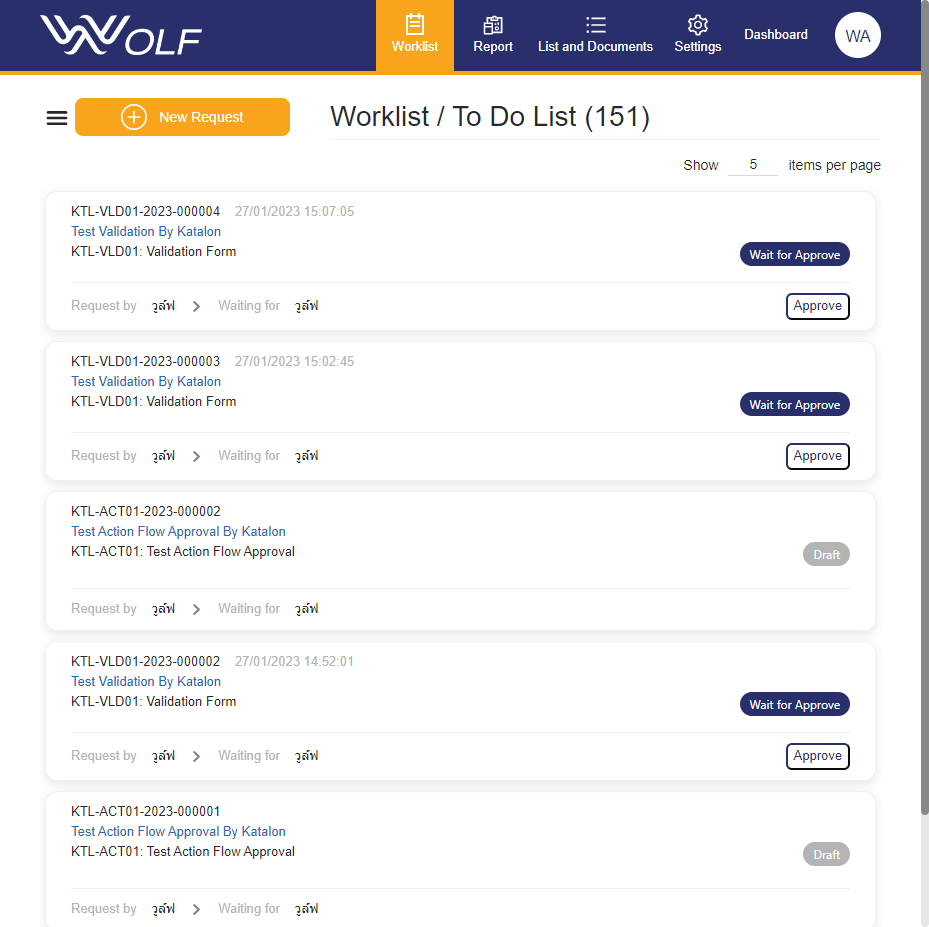 WOLF
Worklist
Report
List and Documents
Settings
Dashboard
WA
New Request
Worklist / To Do List (151)
Show 5 items per page
KTL-VLD01-2023-000004 27/01/2023 15:07:05
Test Validation By Katalon
KTL-VLD01: Validation Form
Wait for Approve
Request by วูล์ฟ Waiting for วูล์ฟ
Approve
KTL-VLD01-2023-000003 27/01/2023 15:02:45
Test Validation By Katalon
KTL-VLD01: Validation Form
Wait for Approve
Request by วูล์ฟ Waiting for วูล์ฟ
Approve
KTL-ACT01-2023-000002
Test Action Flow Approval By Katalon
KTL-ACT01: Test Action Flow Approval
Draft
Request by วูล์ฟ Waiting for วูล์ฟ
KTL-VLD01-2023-000002 27/01/2023 14:52:01
Test Validation By Katalon
KTL-VLD01: Validation Form
Wait for Approve
Request by วูล์ฟ Waiting for วูล์ฟ
Approve
KTL-ACT01-2023-000001
Test Action Flow Approval By Katalon
KTL-ACT01: Test Action Flow Approval
Draft
Request by วูล์ฟ Waiting for วูล์ฟ